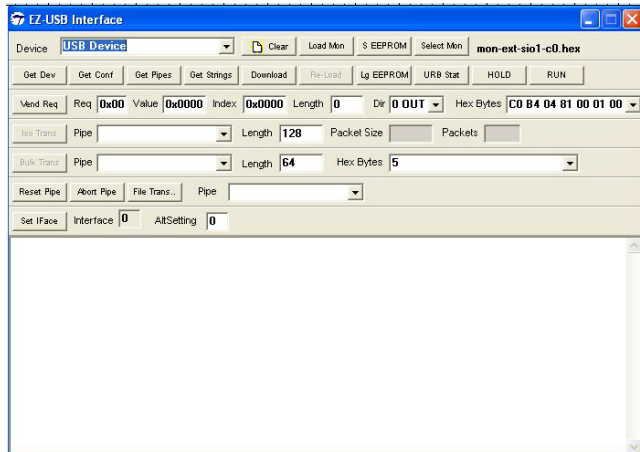 EZ-USB Interface
Device USB Device Clear Load Mon S EEPROM Select Mon mon-ext-sio1-c0.hex
Get Dev Get Conf Get Pipes Get Strings Download Re-Load Lg EEPROM URB Stat HOLD RUN
Vend Req Req 0x00 Value 0x0000 Index 0x0000 Length 0 Dir 0 OUT Hex Bytes C0 B4 04 81 00 01 00
Iso Trans Pipe Length 128 Packet Size Packets
Bulk Trans Pipe Length 64 Hex Bytes 5
Reset Pipe Abort Pipe File Trans.. Pipe
Set IFace Interface 0 AltSetting 0